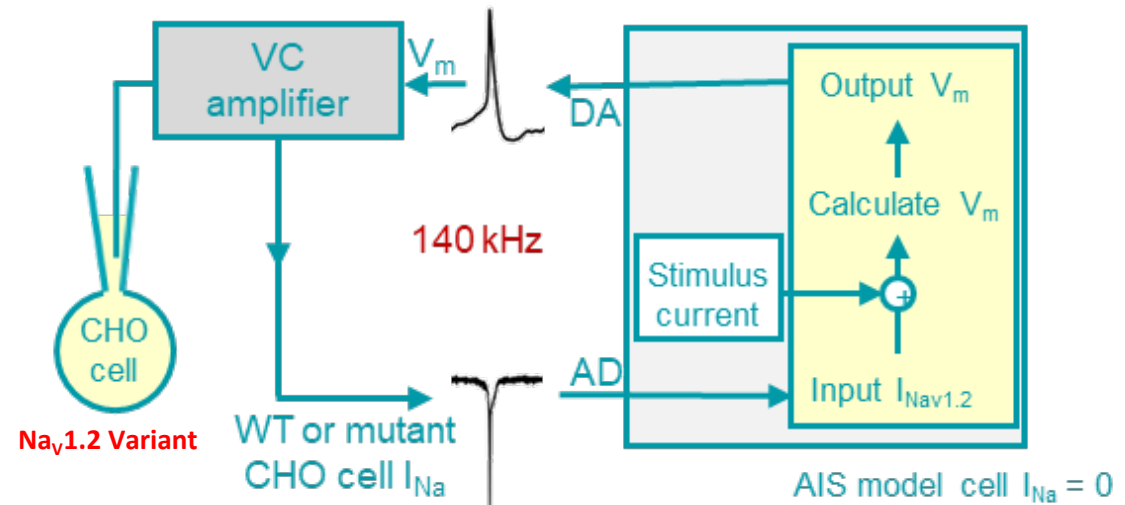 VC
amplifier
Vm
DA
Output Vm
Calculate Vm
140 kHz
Stimulus
current
+
CHO
cell
AD
Input INav1.2
NaV1.2 Variant
WT or mutant
CHO cell INa
AIS model cell INa = 0